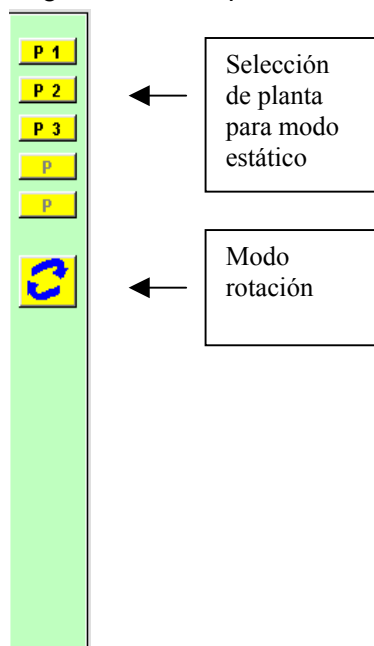 P 1
P 2
P 3
P
P
Selección
de planta
para modo
estático
Modo
rotación